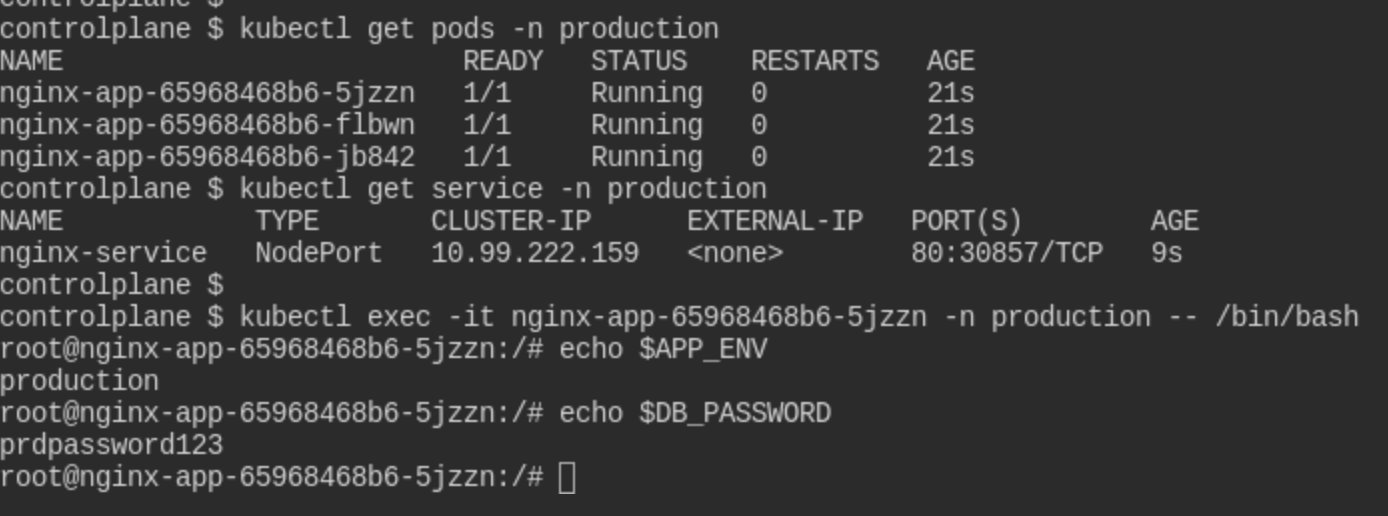 controlplane $
controlplane $ kubectl get pods -n production
NAME                         READY   STATUS    RESTARTS   AGE
nginx-app-65968468b6-5jzzn   1/1     Running   0          21s
nginx-app-65968468b6-flbwn   1/1     Running   0          21s
nginx-app-65968468b6-jb842   1/1     Running   0          21s
controlplane $ kubectl get service -n production
NAME            TYPE       CLUSTER-IP      EXTERNAL-IP   PORT(S)        AGE
nginx-service   NodePort   10.99.222.159   <none>        80:30857/TCP   9s
controlplane $
controlplane $ kubectl exec -it nginx-app-65968468b6-5jzzn -n production -- /bin/bash
root@nginx-app-65968468b6-5jzzn:/# echo $APP_ENV
production
root@nginx-app-65968468b6-5jzzn:/# echo $DB_PASSWORD
prdpassword123
root@nginx-app-65968468b6-5jzzn:/#